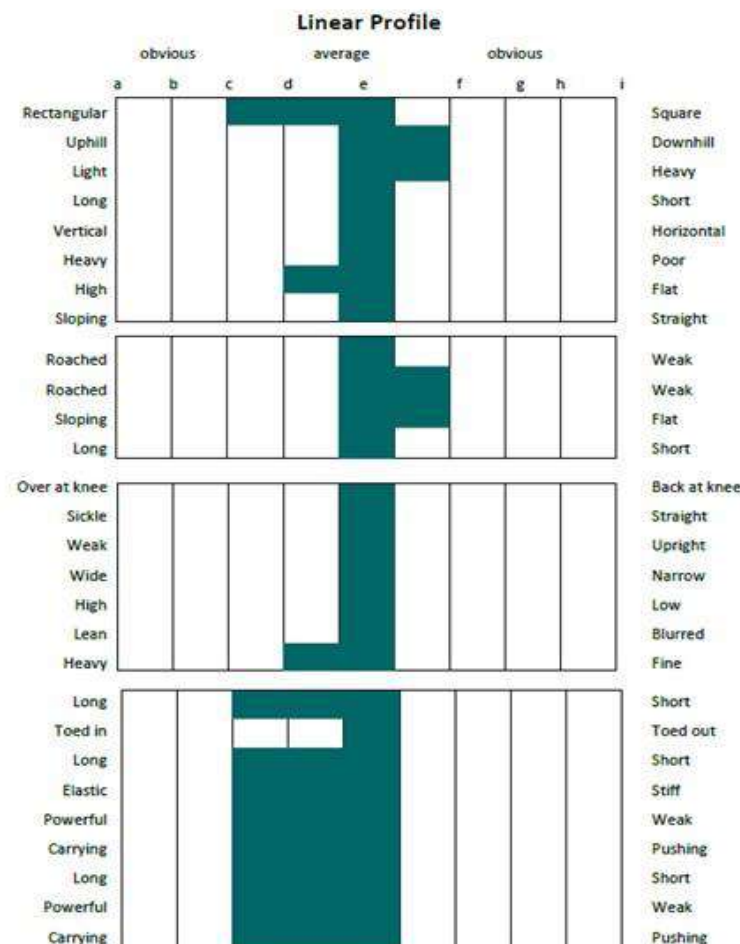 Linear Profile
obvious average obvious
a b c d e f g h i
Rectangular Square
Uphill Downhill
Light Heavy
Long Short
Vertical Horizontal
Heavy Poor
High Flat
Sloping Straight
Roached Weak
Roached Weak
Sloping Flat
Long Short
Over at knee Back at knee
Sickle Straight
Weak Upright
Wide Narrow
High Low
Lean Blurred
Heavy Fine
Long Short
Toed in Toed out
Long Short
Elastic Stiff
Powerful Weak
Carrying Pushing
Long Short
Powerful Weak
Carrying Pushing